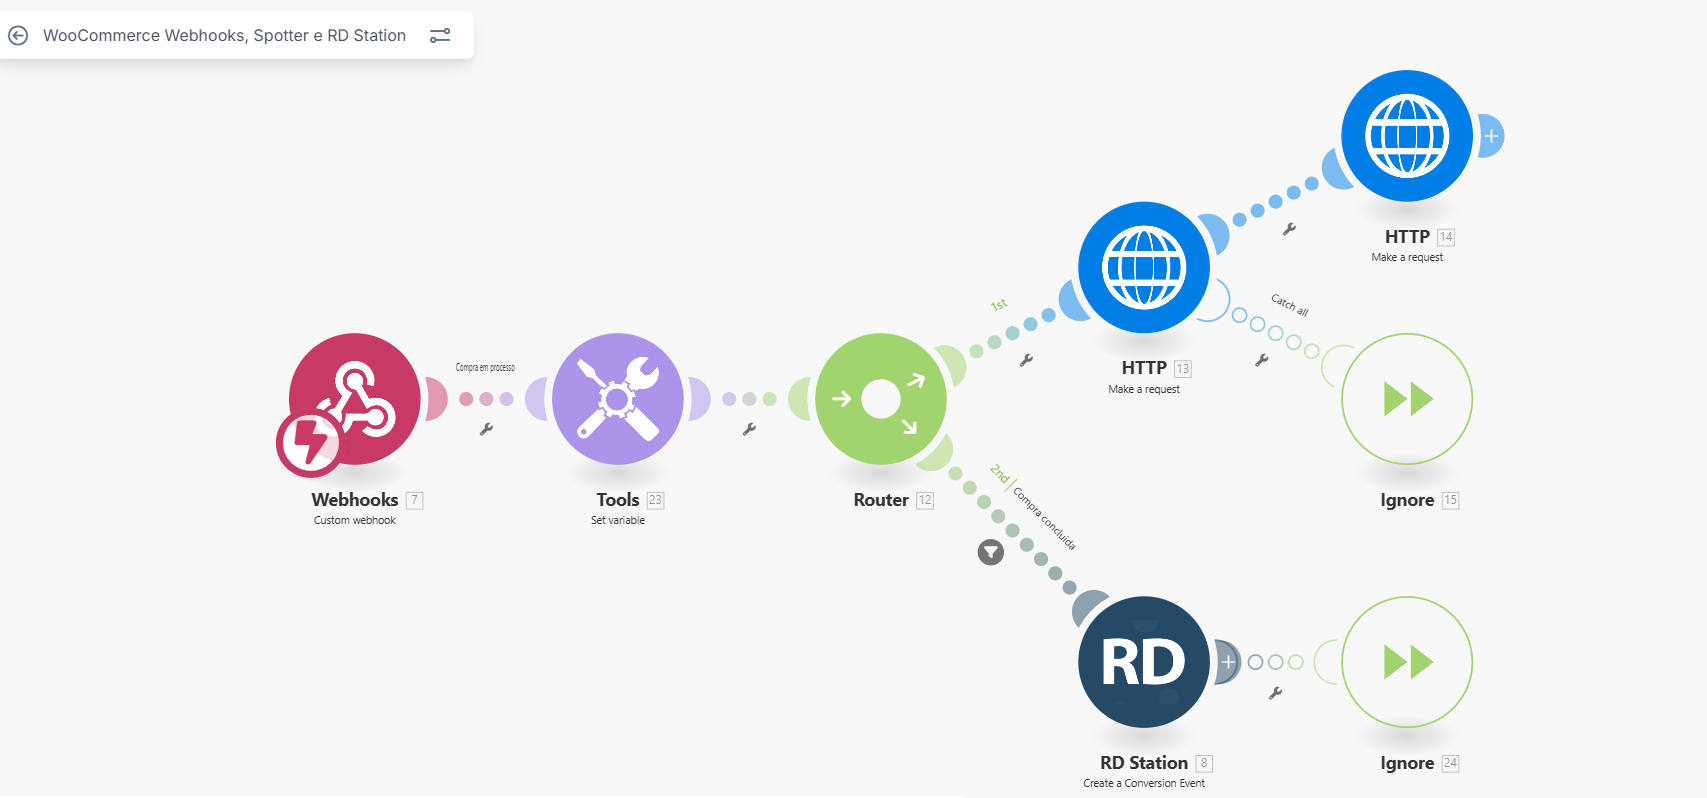 WooCommerce Webhooks, Spotter e RD Station
HTTP 14
Make a request
1st
Catch all
HTTP 13
Make a request
Compra em processo
Webhooks 7
Custom webhook
Tools 23
Set variable
Router 12
2nd | Compra concluída
Ignore 15
RD
RD Station 8
Create a Conversion Event
Ignore 24